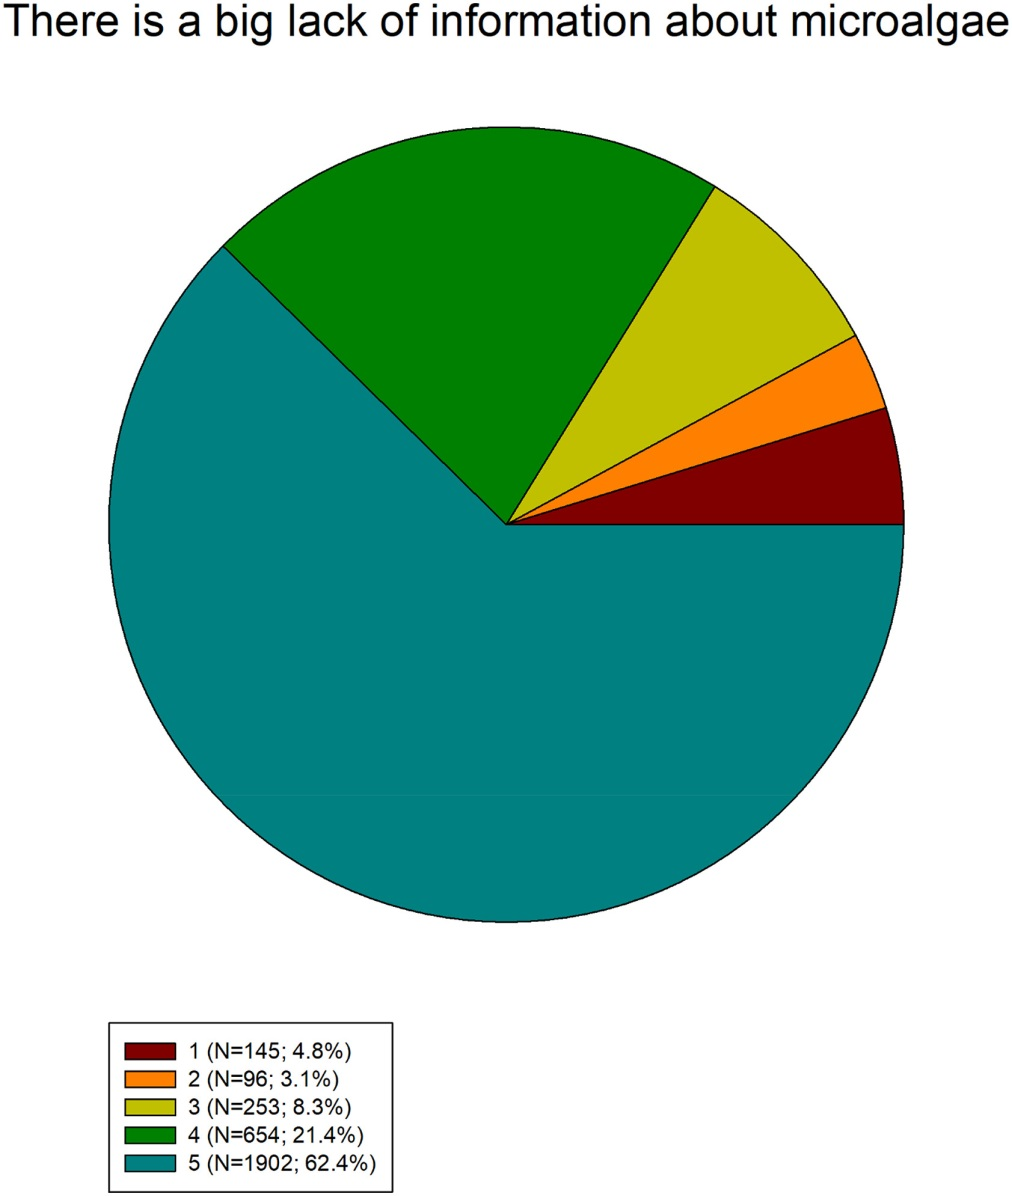 There is a big lack of information about microalgae
1 (N=145; 4.8%)
2 (N=96; 3.1%)
3 (N=253; 8.3%)
4 (N=654; 21.4%)
5 (N=1902; 62.4%)